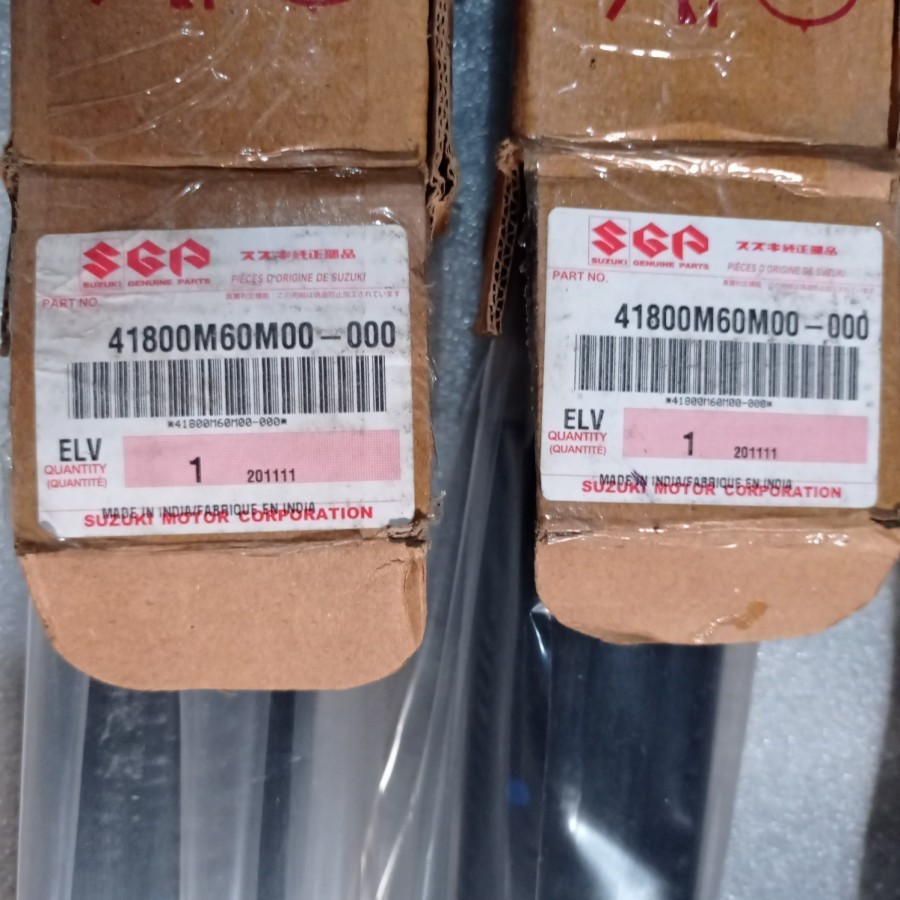 SGP スズキ純正部品
SUZUKI GENUINE PARTS PIÈCES D'ORIGINE DE SUZUKI
PART NO.
41800M60M00-000
*41800M60M00-000*
ELV
QUANTITY
(QUANTITÉ)
1 201111
MADE IN INDIA/FABRIQUE EN INDIA
SUZUKI MOTOR CORPORATION
SGP スズキ純正部品
SUZUKI GENUINE PARTS PIÈCES D'ORIGINE DE SUZUKI
PART NO.
41800M60M00-000
*41800M60M00-000*
ELV
QUANTITY
(QUANTITÉ)
1 201111
MADE IN INDIA/FABRIQUE EN INDIA
SUZUKI MOTOR CORPORATION